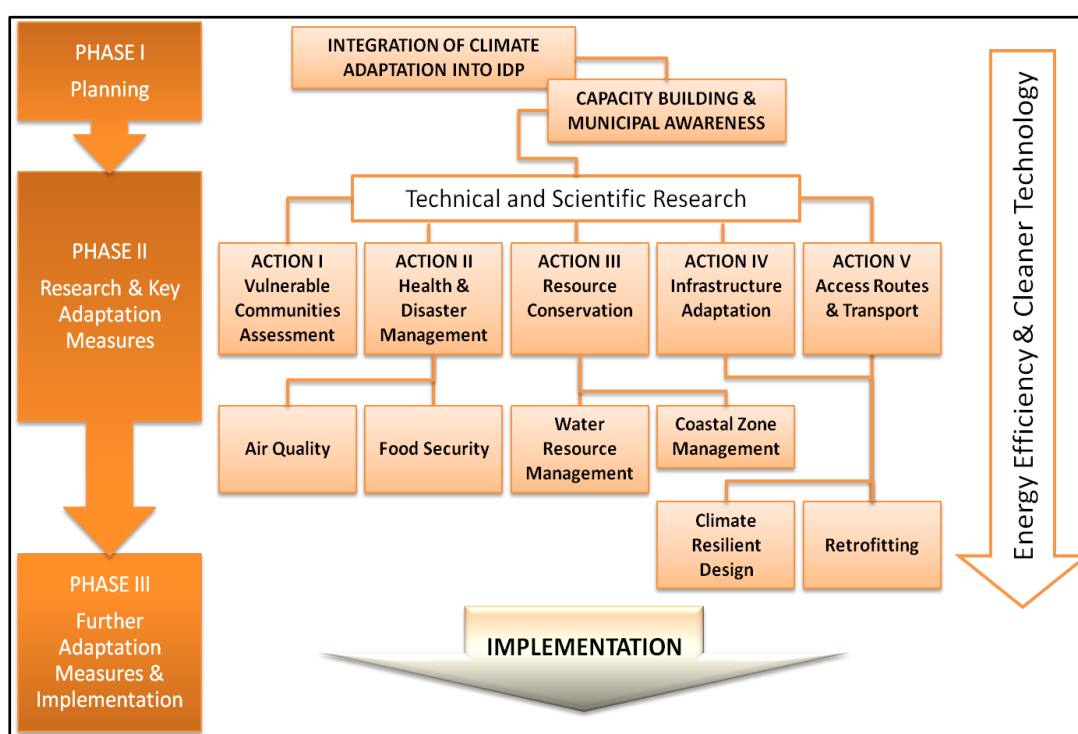 PHASE I
Planning
INTEGRATION OF CLIMATE
ADAPTATION INTO IDP
CAPACITY BUILDING &
MUNICIPAL AWARENESS
PHASE II
Research & Key
Adaptation
Measures
Technical and Scientific Research
ACTION I
Vulnerable
Communities
Assessment
ACTION II
Health &
Disaster
Management
ACTION III
Resource
Conservation
ACTION IV
Infrastructure
Adaptation
ACTION V
Access Routes
& Transport
Air Quality
Food Security
Water
Resource
Management
Coastal Zone
Management
Climate
Resilient
Design
Retrofitting
PHASE III
Further
Adaptation
Measures &
Implementation
IMPLEMENTATION
Energy Efficiency & Cleaner Technology